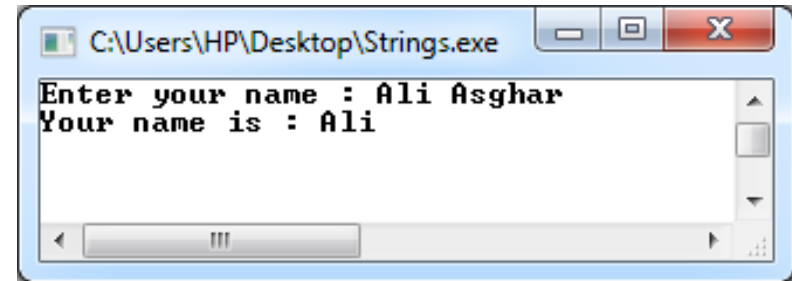 C:\Users\HP\Desktop\Strings.exe
Enter your name : Ali Asghar
Your name is : Ali